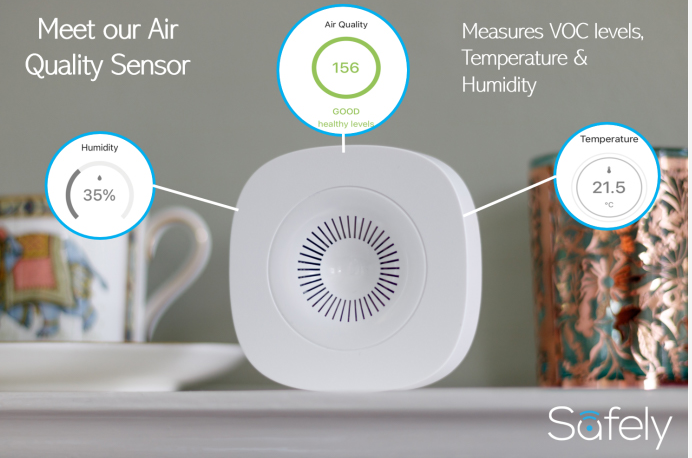 Meet our Air
Quality Sensor
Air Quality
156
GOOD
healthy levels
Measures VOC levels,
Temperature &
Humidity
Humidity
35%
Temperature
21.5
°C
Safely